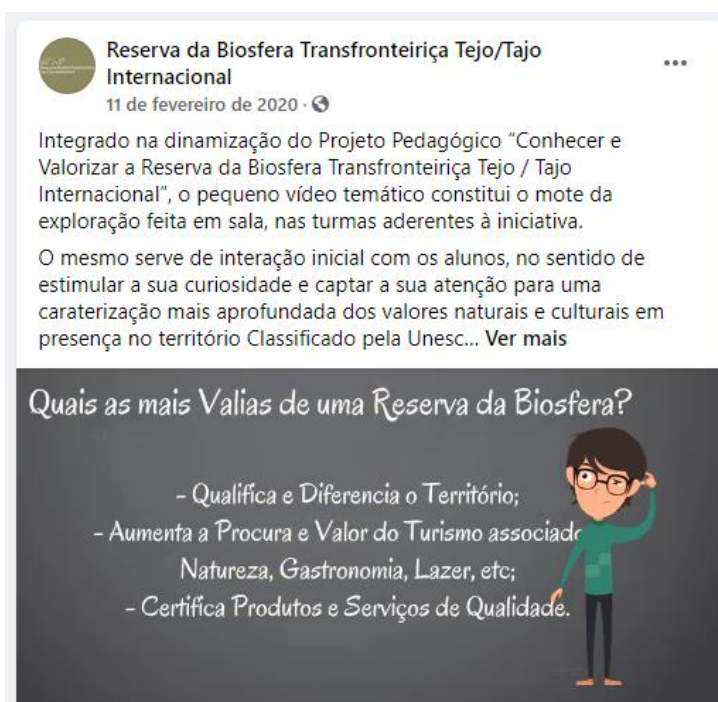 Reserva da Biosfera Transfronteiriça Tejo/Tajo
Internacional
11 de fevereiro de 2020 ·
Integrado na dinamização do Projeto Pedagógico “Conhecer e
Valorizar a Reserva da Biosfera Transfronteiriça Tejo / Tajo
Internacional”, o pequeno vídeo temático constitui o mote da
exploração feita em sala, nas turmas aderentes à iniciativa.
O mesmo serve de interação inicial com os alunos, no sentido de
estimular a sua curiosidade e captar a sua atenção para uma
caraterização mais aprofundada dos valores naturais e culturais em
presença no território Classificado pela Unesc... Ver mais
Quais as mais Valias de uma Reserva da Biosfera?
- Qualifica e Diferencia o Território;
- Aumenta a Procura e Valor do Turismo associado
Natureza, Gastronomia, Lazer, etc;
- Certifica Produtos e Serviços de Qualidade.